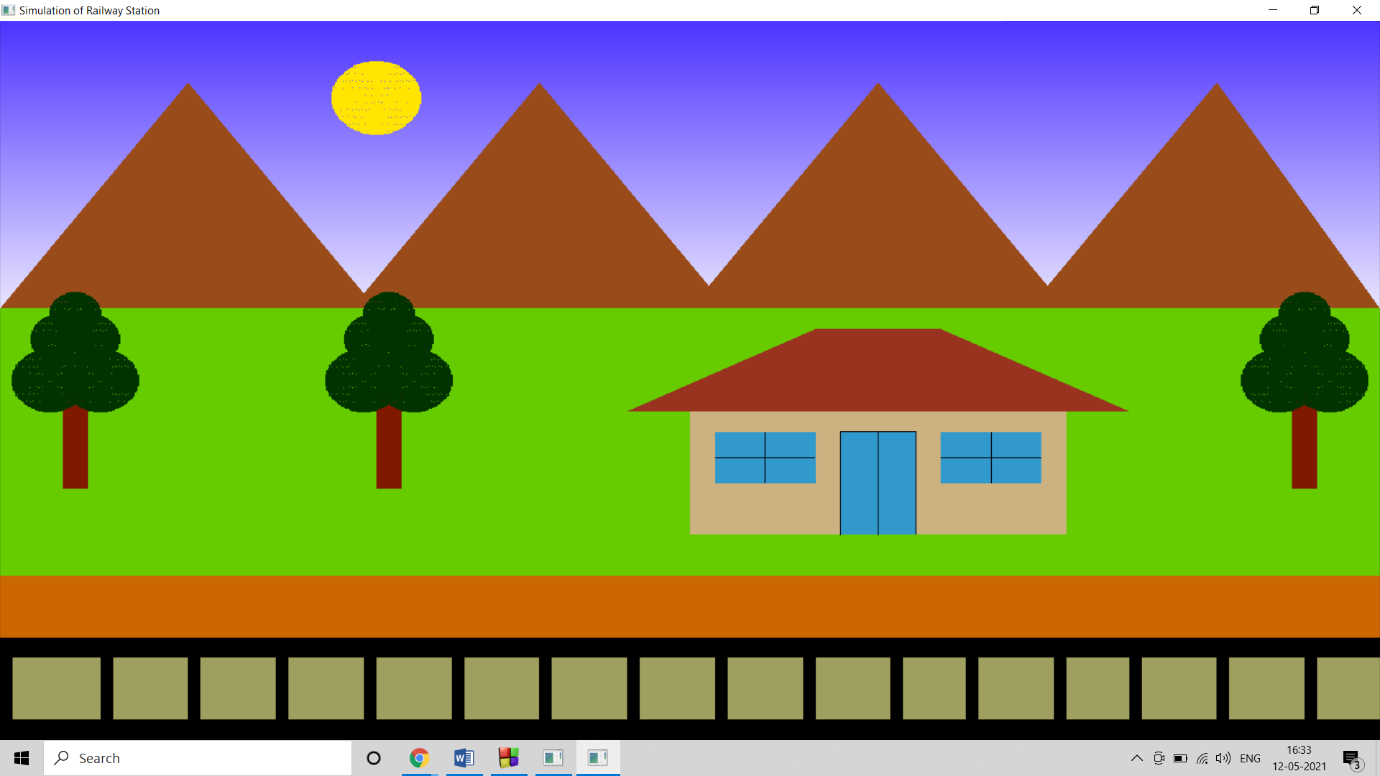 Simulation of Railway Station
Search
ENG
16:33
12-05-2021
3